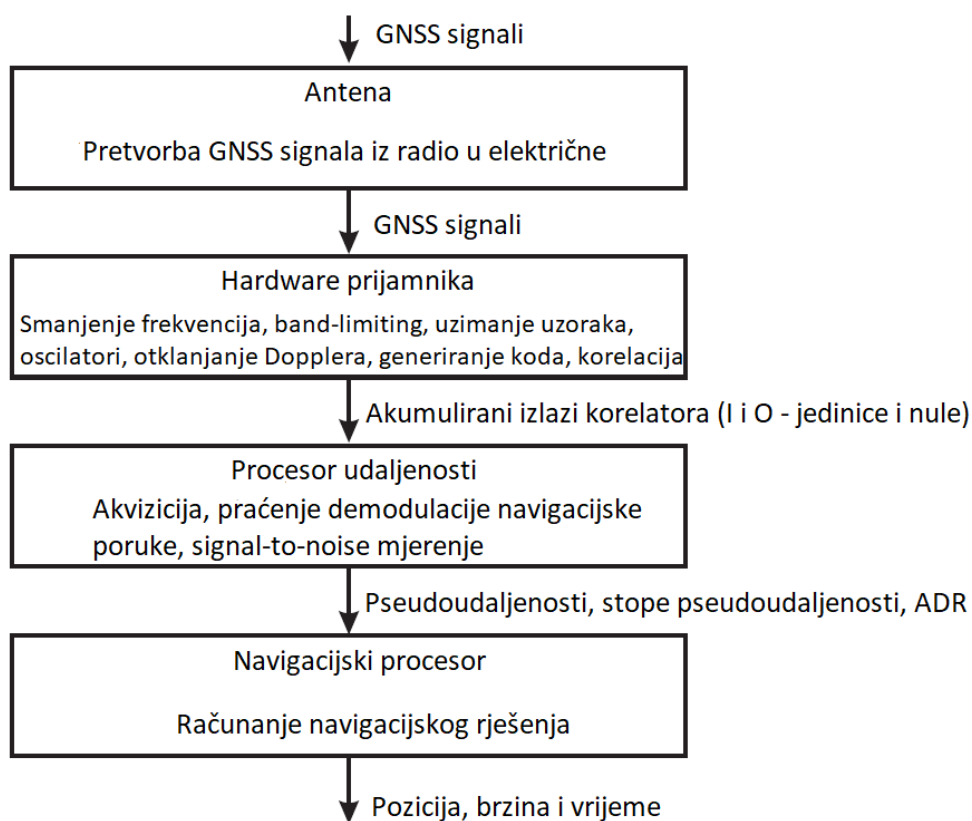 GNSS signali
Antena
Pretvorba GNSS signala iz radio u električne
GNSS signali
Hardware prijamnika
Smanjenje frekvencija, band-limiting, uzimanje uzoraka,
oscilatori, otklanjanje Dopplera, generiranje koda, korelacija
Akumulirani izlazi korelatora (I i O - jedinice i nule)
Procesor udaljenosti
Akvizicija, praćenje demodulacije navigacijske
poruke, signal-to-noise mjerenje
Pseudoudaljenosti, stope pseudoudaljenosti, ADR
Navigacijski procesor
Računanje navigacijskog rješenja
Pozicija, brzina i vrijeme